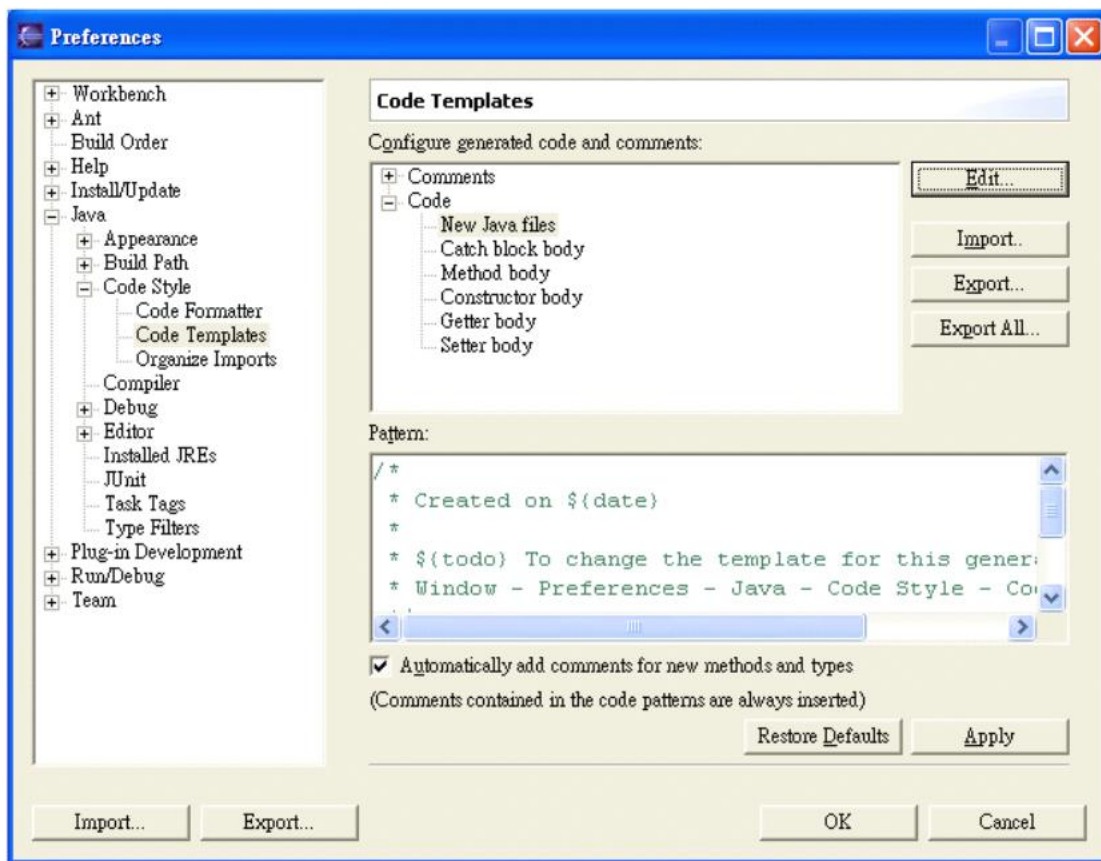 Preferences
Workbench
Ant
Build Order
Help
Install/Update
Java
Appearance
Build Path
Code Style
Code Formatter
Code Templates
Organize Imports
Compiler
Debug
Editor
Installed JREs
JUnit
Task Tags
Type Filters
Plug-in Development
Run/Debug
Team
Code Templates
Configure generated code and comments:
Comments
Code
New Java files
Catch block body
Method body
Constructor body
Getter body
Setter body
Edit...
Import..
Export...
Export All...
Pattern:
/*
* Created on ${date}
*
* ${todo} To change the template for this genera
* Window - Preferences - Java - Code Style - Co
Automatically add comments for new methods and types
(Comments contained in the code patterns are always inserted)
Restore Defaults
Apply
Import...
Export...
OK
Cancel